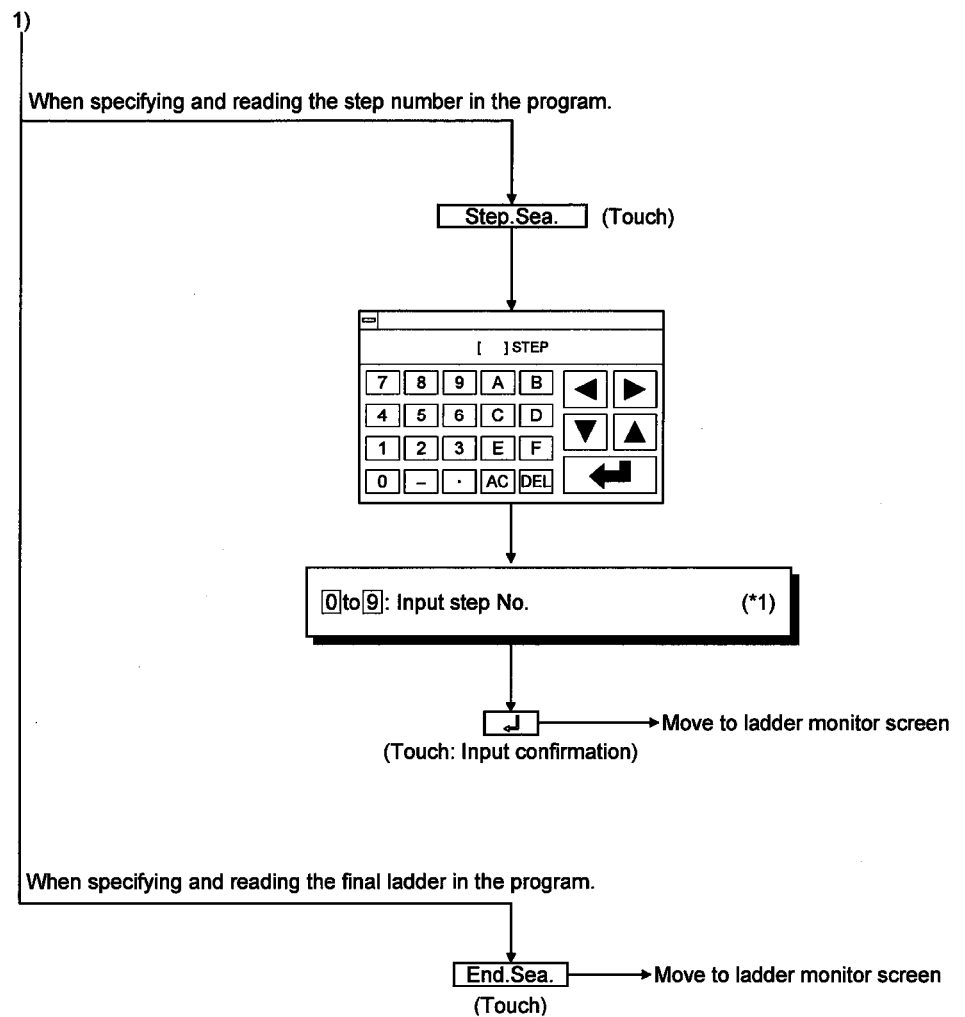 1)
When specifying and reading the step number in the program.
Step.Sea. (Touch)
[ ] STEP
7 8 9 A B
4 5 6 C D
1 2 3 E F
0 – · AC DEL
0 to 9: Input step No. (*1)
Move to ladder monitor screen
(Touch: Input confirmation)
When specifying and reading the final ladder in the program.
End.Sea. Move to ladder monitor screen
(Touch)